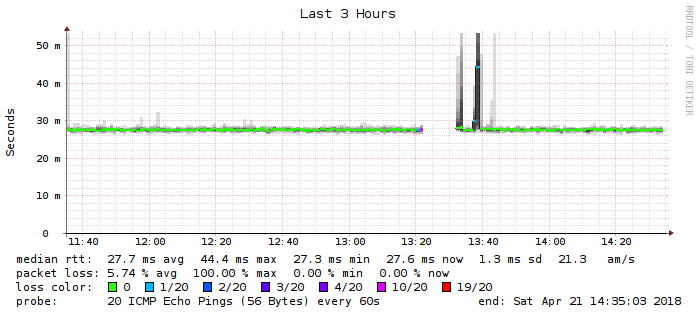 Last 3 Hours
RRDTOOL / TOBI OETIKER
Seconds
50 m
40 m
30 m
20 m
10 m
0
11:40 12:00 12:20 12:40 13:00 13:20 13:40 14:00 14:20
median rtt: 27.7 ms avg 44.4 ms max 27.3 ms min 27.6 ms now 1.3 ms sd 21.3 am/s
packet loss: 5.74 % avg 100.00 % max 0.00 % min 0.00 % now
loss color: 0 1/20 2/20 3/20 4/20 10/20 19/20
probe: 20 ICMP Echo Pings (56 Bytes) every 60s end: Sat Apr 21 14:35:03 2018